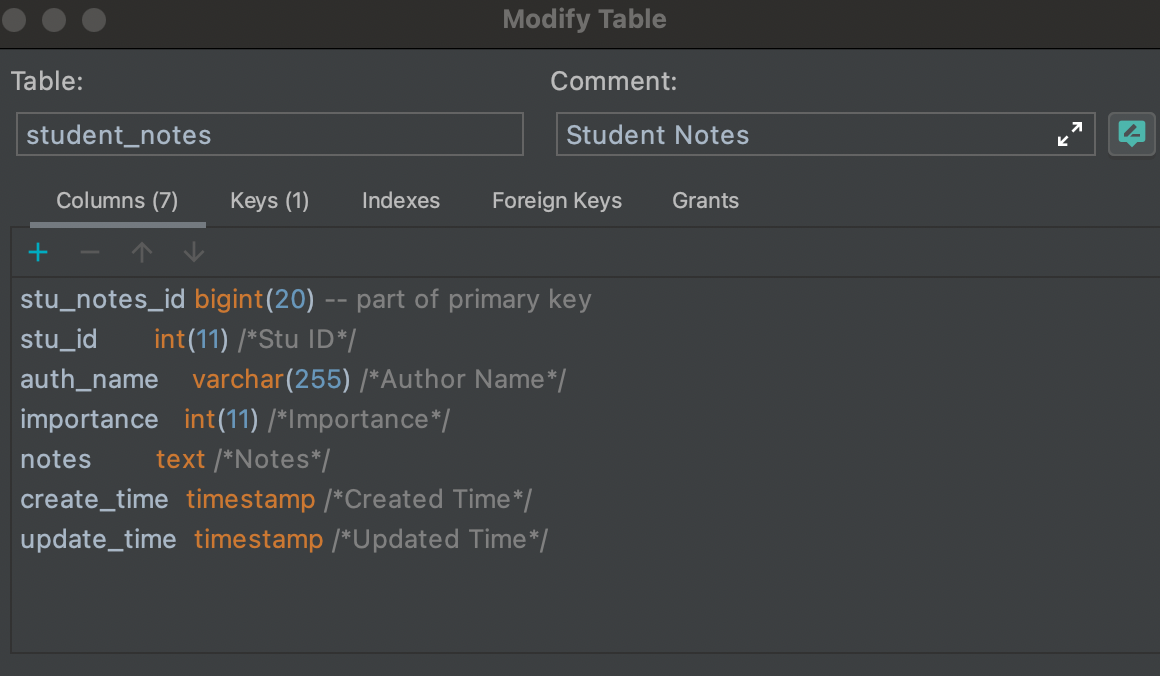 Modify Table
Table:
Comment:
student_notes
Student Notes
Columns (7) Keys (1) Indexes Foreign Keys Grants
stu_notes_id bigint(20) -- part of primary key
stu_id int(11) /*Stu ID*/
auth_name varchar(255) /*Author Name*/
importance int(11) /*Importance*/
notes text /*Notes*/
create_time timestamp /*Created Time*/
update_time timestamp /*Updated Time*/